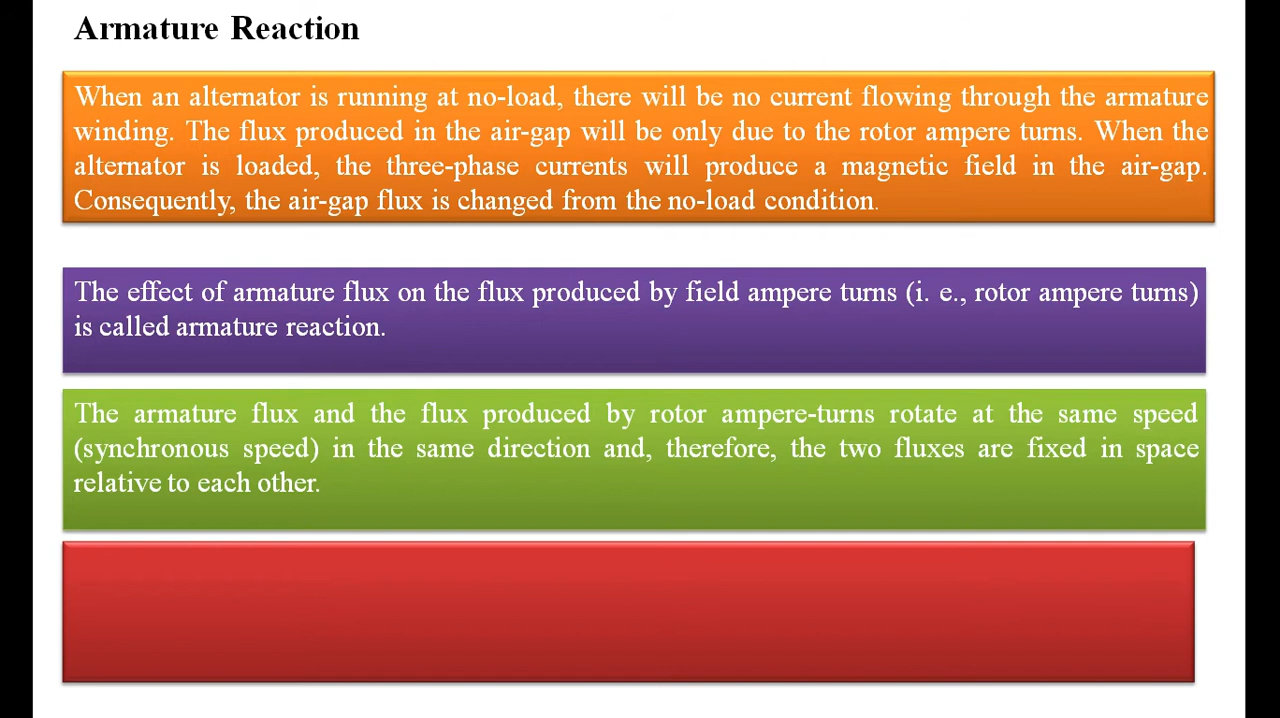 Armature Reaction
When an alternator is running at no-load, there will be no current flowing through the armature
winding. The flux produced in the air-gap will be only due to the rotor ampere turns. When the
alternator is loaded, the three-phase currents will produce a magnetic field in the air-gap.
Consequently, the air-gap flux is changed from the no-load condition.
The effect of armature flux on the flux produced by field ampere turns (i. e., rotor ampere turns)
is called armature reaction.
The armature flux and the flux produced by rotor ampere-turns rotate at the same speed
(synchronous speed) in the same direction and, therefore, the two fluxes are fixed in space
relative to each other.